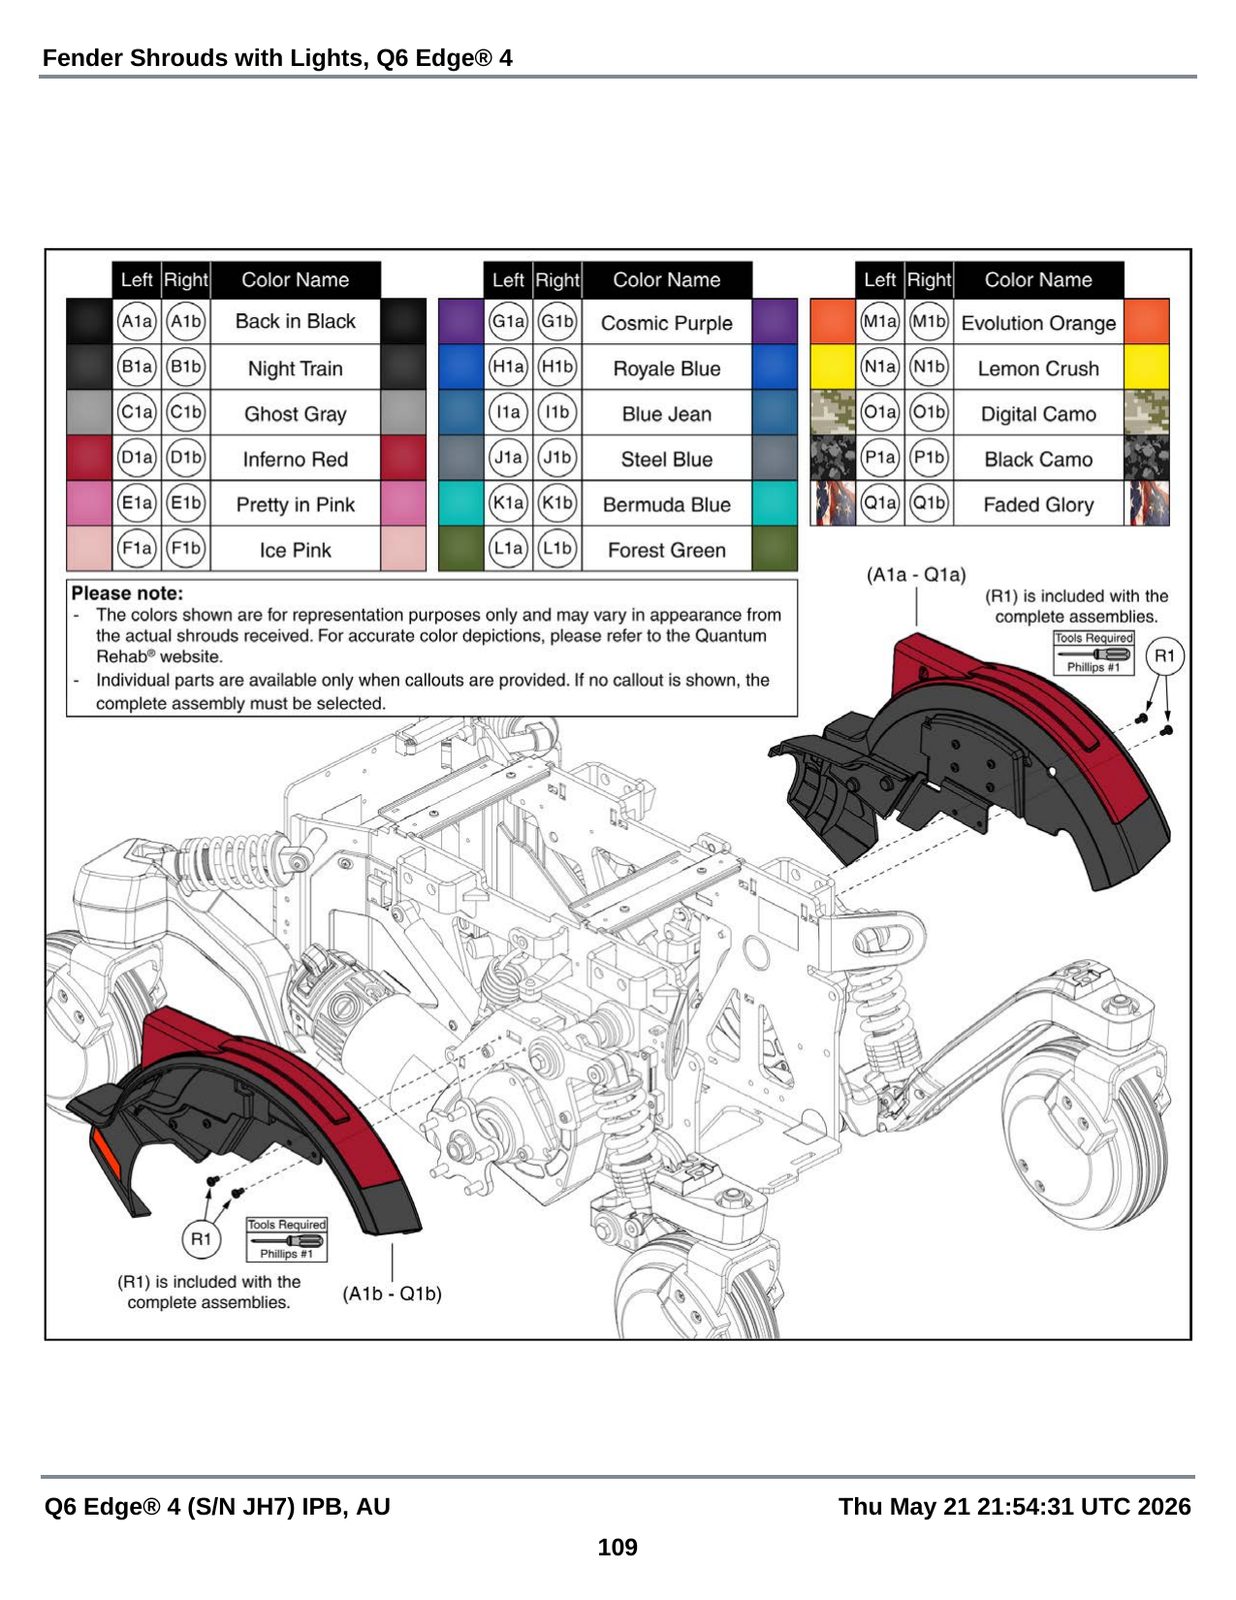 Fender Shrouds with Lights, Q6 Edge® 4
Left Right Color Name
A1a A1b Back in Black
B1a B1b Night Train
C1a C1b Ghost Gray
D1a D1b Inferno Red
E1a E1b Pretty in Pink
F1a F1b Ice Pink
Left Right Color Name
G1a G1b Cosmic Purple
H1a H1b Royale Blue
I1a I1b Blue Jean
J1a J1b Steel Blue
K1a K1b Bermuda Blue
L1a L1b Forest Green
Left Right Color Name
M1a M1b Evolution Orange
N1a N1b Lemon Crush
O1a O1b Digital Camo
P1a P1b Black Camo
Q1a Q1b Faded Glory
Please note:
- The colors shown are for representation purposes only and may vary in appearance from
the actual shrouds received. For accurate color depictions, please refer to the Quantum
Rehab® website.
- Individual parts are available only when callouts are provided. If no callout is shown, the
complete assembly must be selected.
(A1a - Q1a)
(R1) is included with the
complete assemblies.
Tools Required
Phillips #1
R1
R1
Tools Required
Phillips #1
(R1) is included with the
complete assemblies.
(A1b - Q1b)
Q6 Edge® 4 (S/N JH7) IPB, AU
Thu May 21 21:54:31 UTC 2026
109